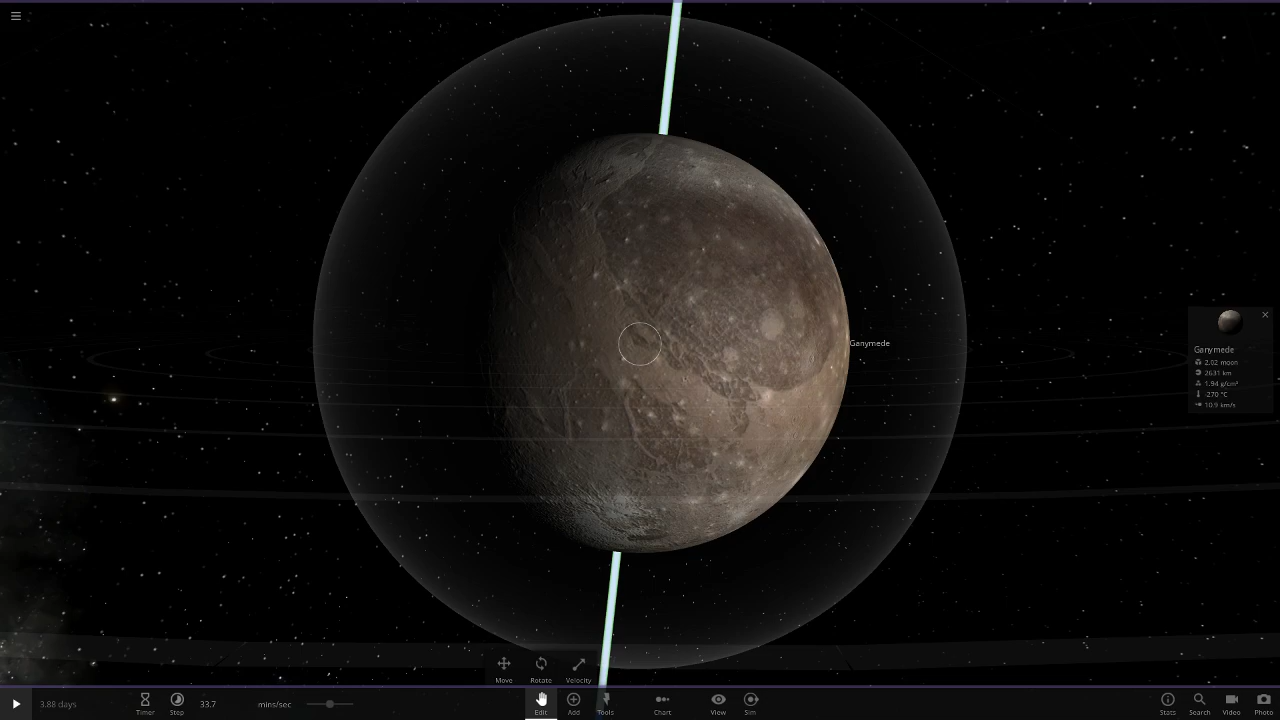 Ganymede
Ganymede
2.02 moon
2631 km
1.94 g/cm³
-270 °C
10.9 km/s
Move
Rotate
Velocity
3.88 days
Timer
Step
33.7
mins/sec
Edit
Add
Tools
Chart
View
Sim
Stats
Search
Video
Photo